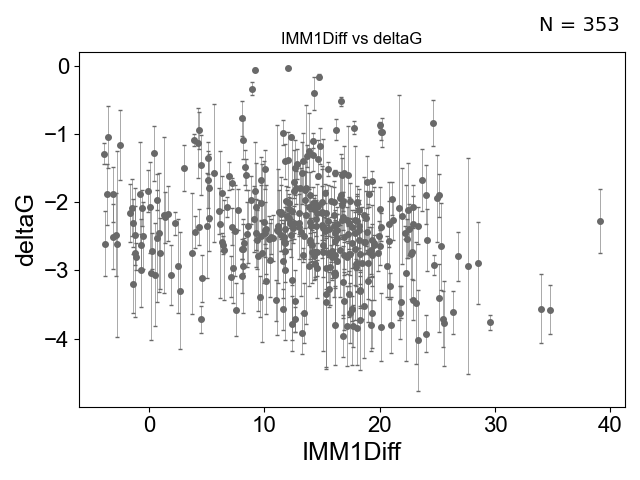 N = 353
IMM1Diff vs deltaG
0
−1
−2
−3
−4
deltaG
0 10 20 30 40
IMM1Diff